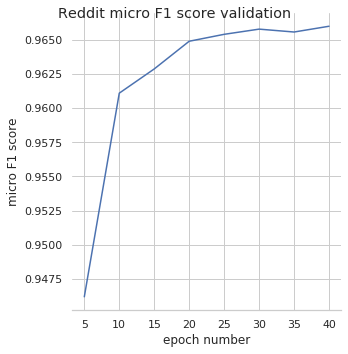 Reddit micro F1 score validation
micro F1 score
0.9650
0.9625
0.9600
0.9575
0.9550
0.9525
0.9500
0.9475
5 10 15 20 25 30 35 40
epoch number